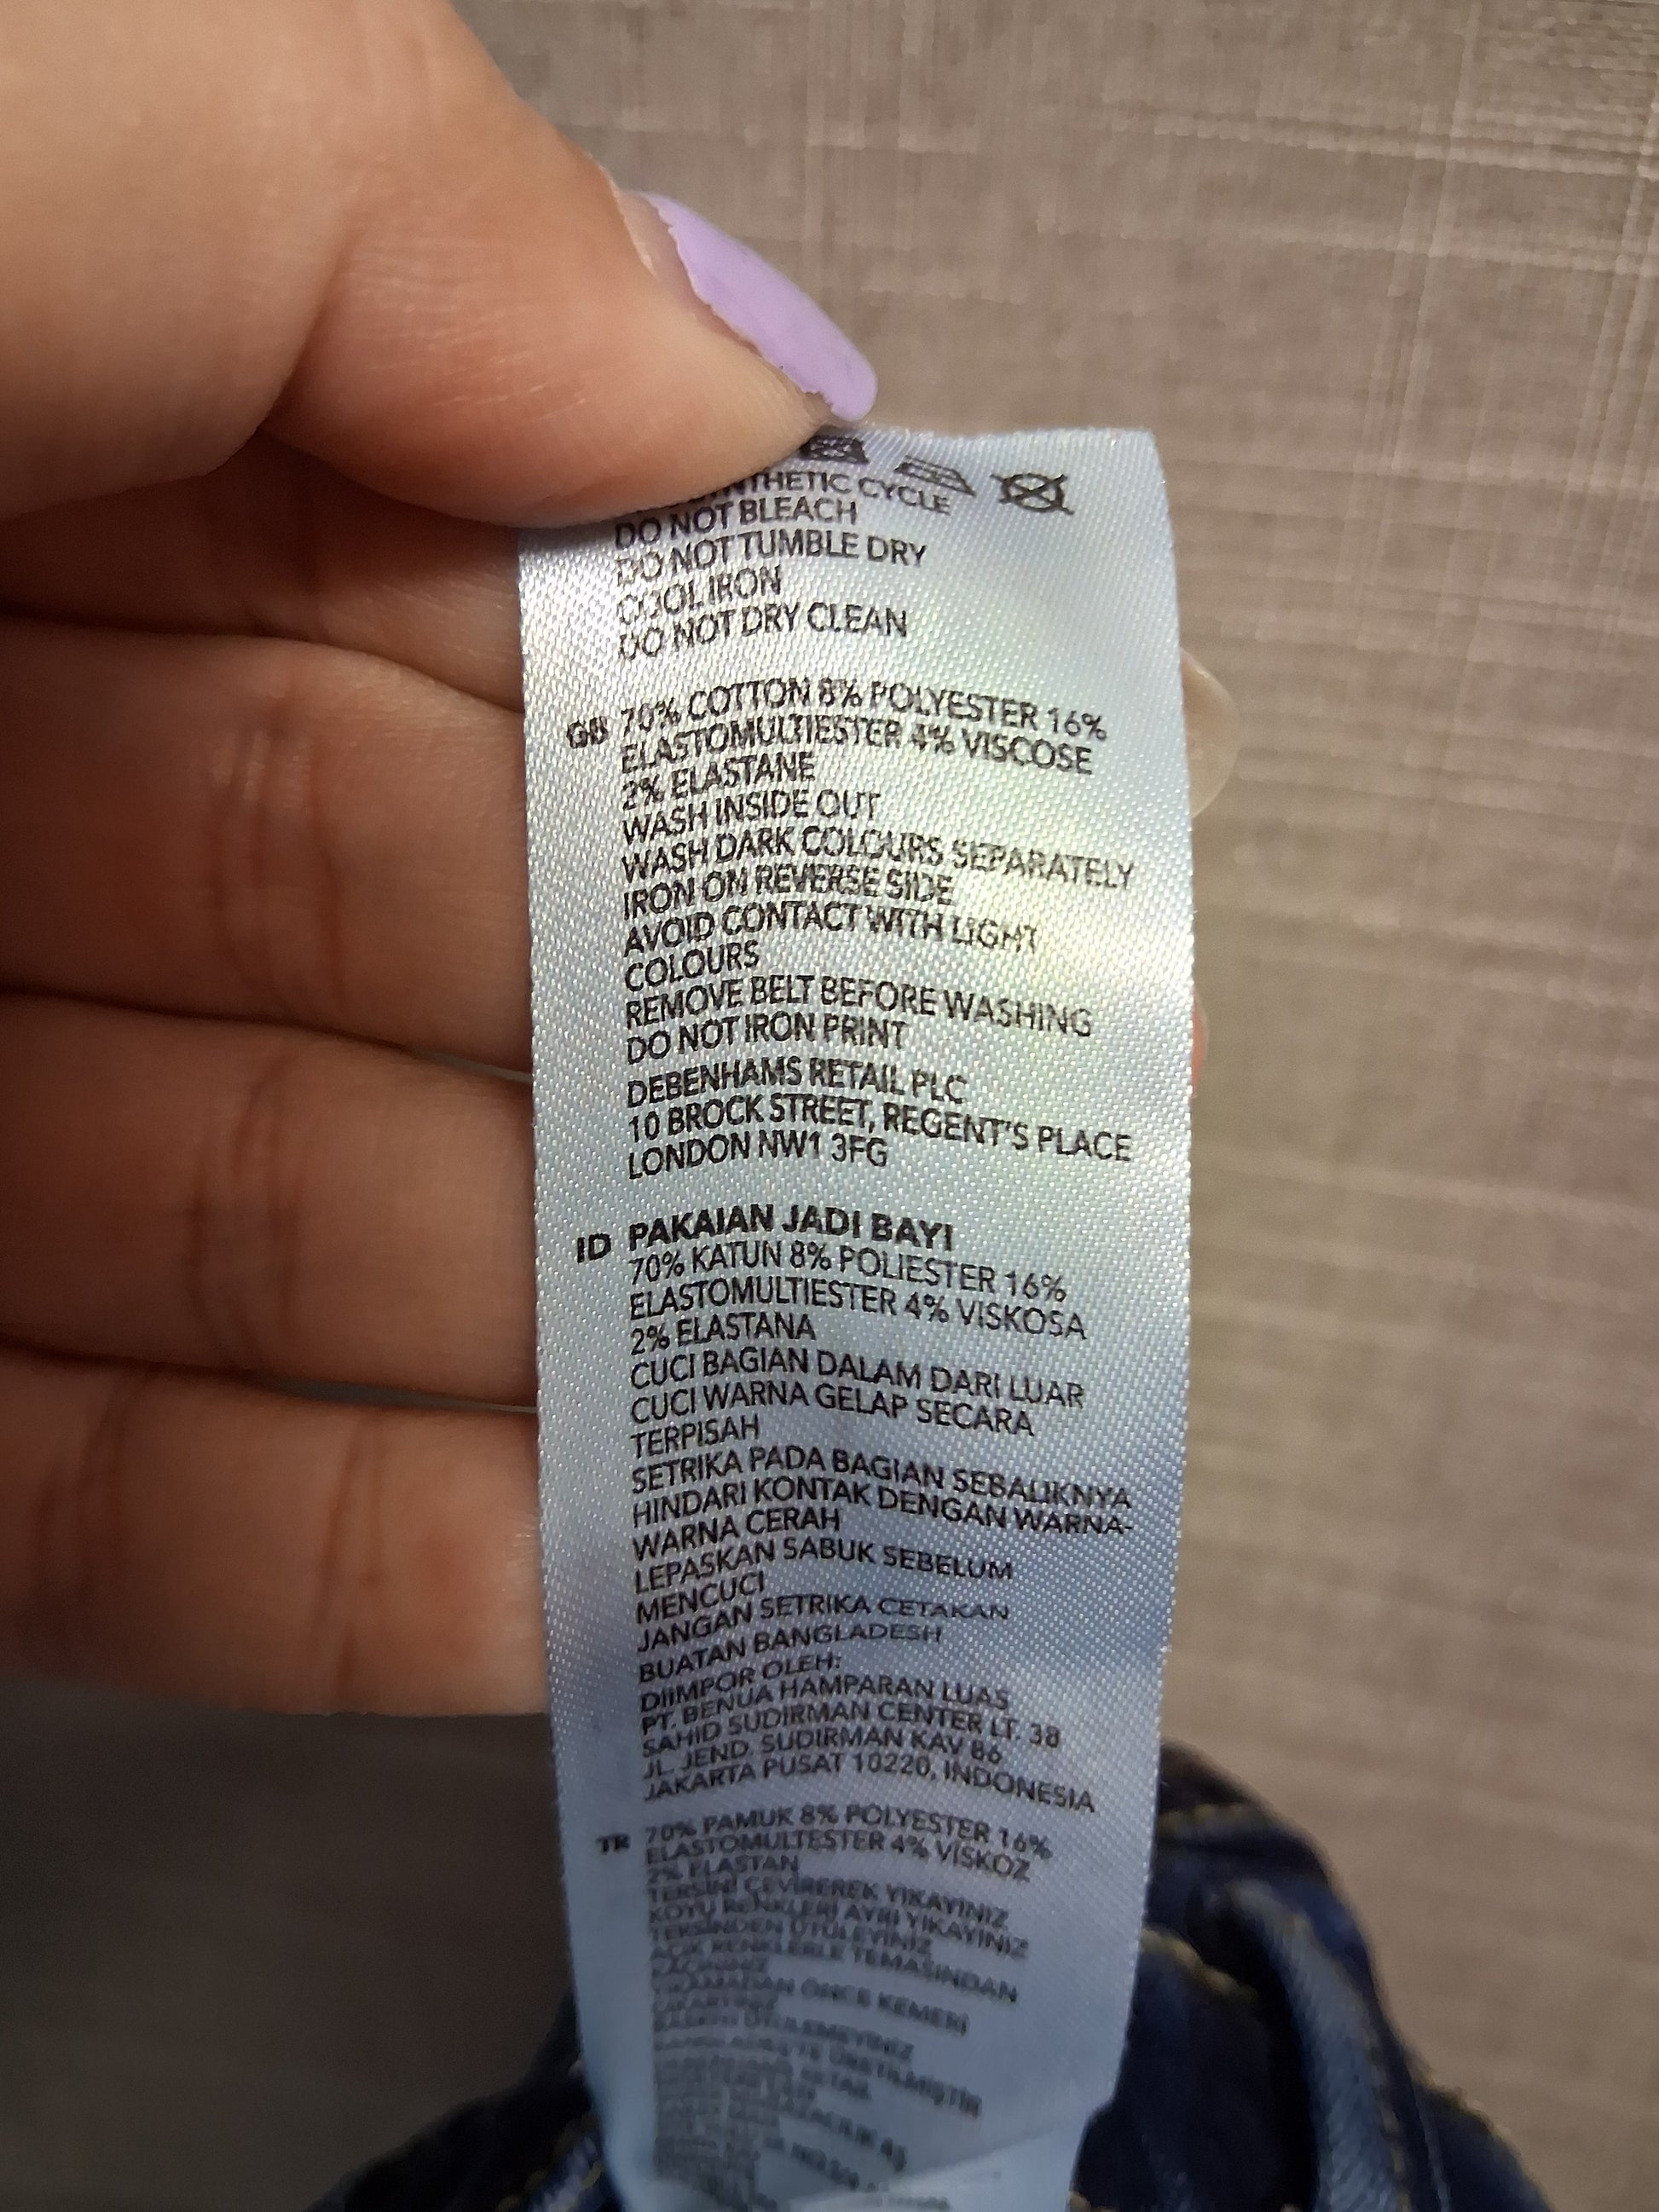 SYNTHETIC CYCLE
DO NOT BLEACH
DO NOT TUMBLE DRY
COOL IRON
DO NOT DRY CLEAN
GB 70% COTTON 8% POLYESTER 16%
ELASTOMULTIESTER 4% VISCOSE
2% ELASTANE
WASH INSIDE OUT
WASH DARK COLOURS SEPARATELY
IRON ON REVERSE SIDE
AVOID CONTACT WITH LIGHT
COLOURS
REMOVE BELT BEFORE WASHING
DO NOT IRON PRINT
DEBENHAMS RETAIL PLC
10 BROCK STREET, REGENT'S PLACE
LONDON NW1 3FG
ID PAKAIAN JADI BAYI
70% KATUN 8% POLIESTER 16%
ELASTOMULTIESTER 4% VISKOSA
2% ELASTANA
CUCI BAGIAN DALAM DARI LUAR
CUCI WARNA GELAP SECARA
TERPISAH
SETRIKA PADA BAGIAN SEBALIKNYA
HINDARI KONTAK DENGAN WARNA-
WARNA CERAH
LEPASKAN SABUK SEBELUM
MENCUCI
JANGAN SETRIKA CETAKAN
BUATAN BANGLADESH
DIIMPOR OLEH:
PT. BENUA HAMPARAN LUAS
SAHID SUDIRMAN CENTER LT. 38
JL. JEND. SUDIRMAN KAV 86
JAKARTA PUSAT 10220, INDONESIA
TR 70% PAMUK 8% POLYESTER 16%
ELASTOMULTESTER 4% VİSKOZ
2% ELASTAN
TERSİNİ ÇEVİREREK YIKAYINIZ
KOYU RENKLERİ AYRI YIKAYINIZ
TERSİNDEN ÜTÜLEYİNİZ
AÇIK RENKLERLE TEMASINDAN
KAÇININIZ
YIKAMADAN ÖNCE KEMERİ
ÇIKARTINIZ
BASKIYI ÜTÜLEMEYİNİZ
BANGLADEŞ'TE ÜRETİLMİŞTİR